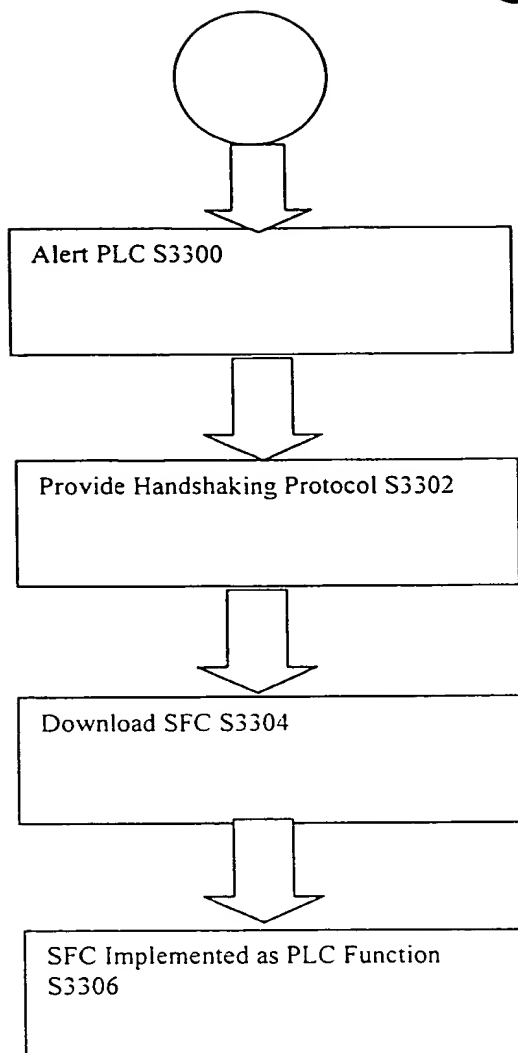 Alert PLC S3300
Provide Handshaking Protocol S3302
Download SFC S3304
SFC Implemented as PLC Function
S3306